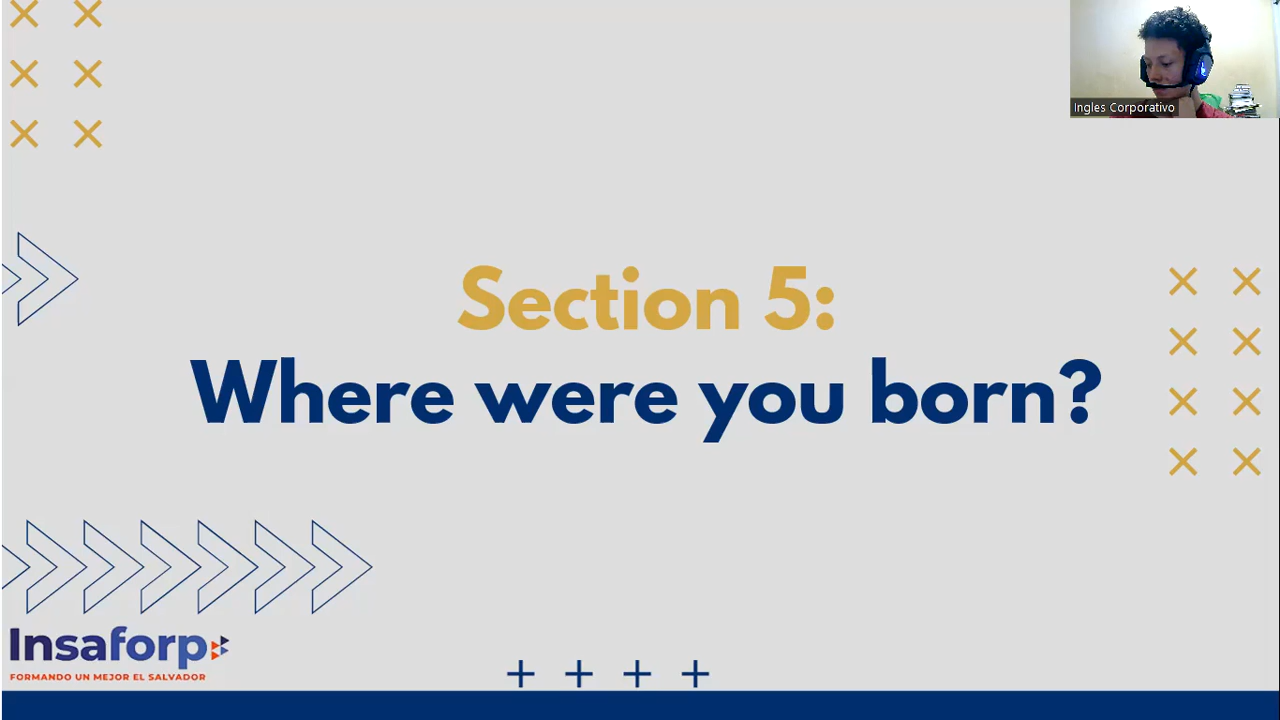 Ingles Corporativo
Section 5:
Where were you born?
Insaforp
FORMANDO UN MEJOR EL SALVADOR